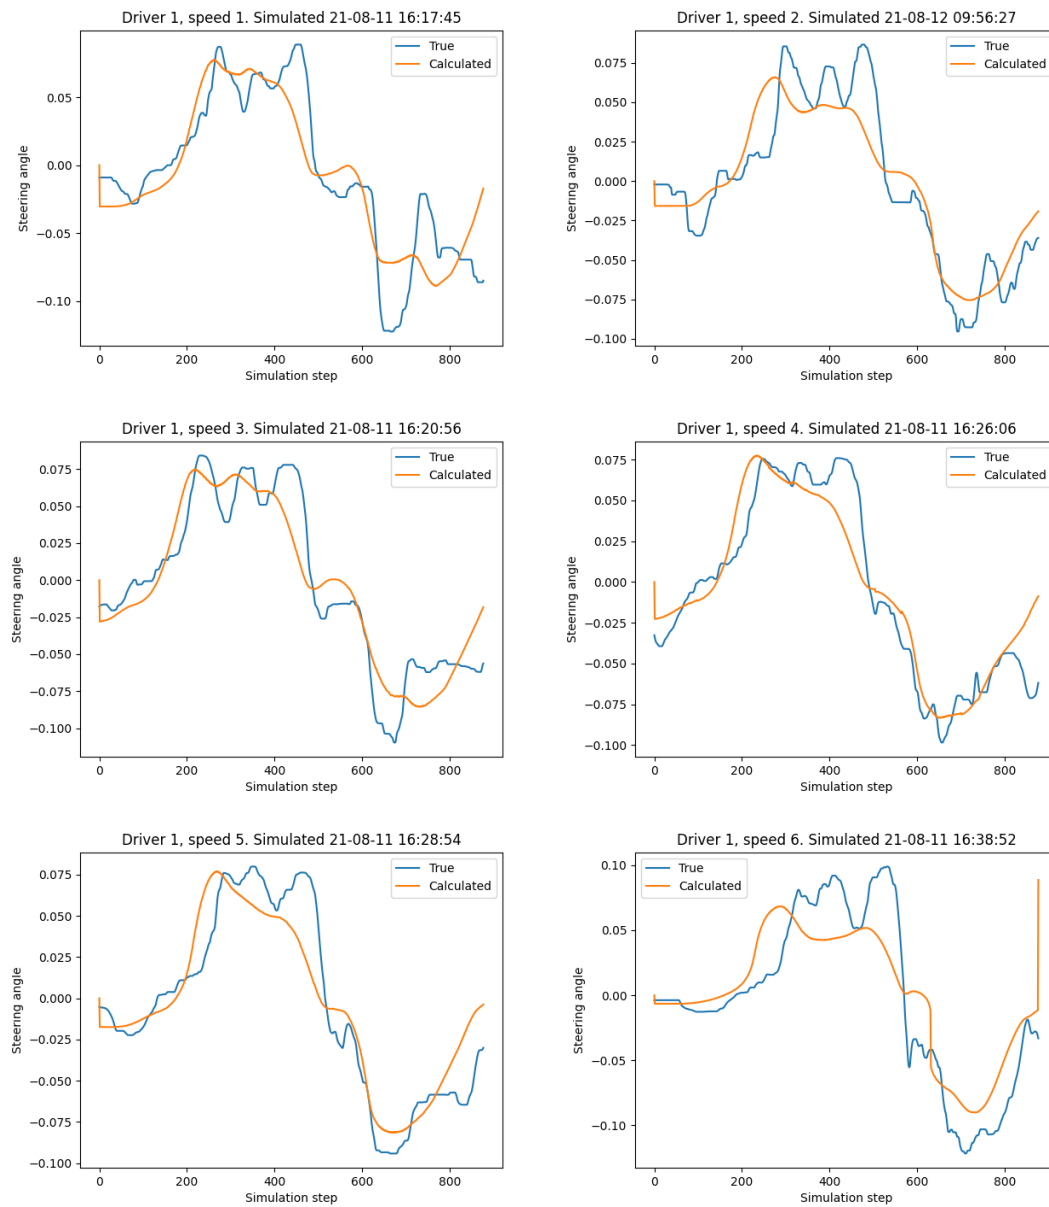 Driver 1, speed 1. Simulated 21-08-11 16:17:45
True
Calculated
0.05
0.00
−0.05
−0.10
Steering angle
0 200 400 600 800
Simulation step
Driver 1, speed 2. Simulated 21-08-12 09:56:27
True
Calculated
0.075
0.050
0.025
0.000
−0.025
−0.050
−0.075
−0.100
Steering angle
0 200 400 600 800
Simulation step
Driver 1, speed 3. Simulated 21-08-11 16:20:56
True
Calculated
0.075
0.050
0.025
0.000
−0.025
−0.050
−0.075
−0.100
Steering angle
0 200 400 600 800
Simulation step
Driver 1, speed 4. Simulated 21-08-11 16:26:06
True
Calculated
0.075
0.050
0.025
0.000
−0.025
−0.050
−0.075
−0.100
Steering angle
0 200 400 600 800
Simulation step
Driver 1, speed 5. Simulated 21-08-11 16:28:54
True
Calculated
0.075
0.050
0.025
0.000
−0.025
−0.050
−0.075
−0.100
Steering angle
0 200 400 600 800
Simulation step
Driver 1, speed 6. Simulated 21-08-11 16:38:52
True
Calculated
0.10
0.05
0.00
−0.05
−0.10
Steering angle
0 200 400 600 800
Simulation step